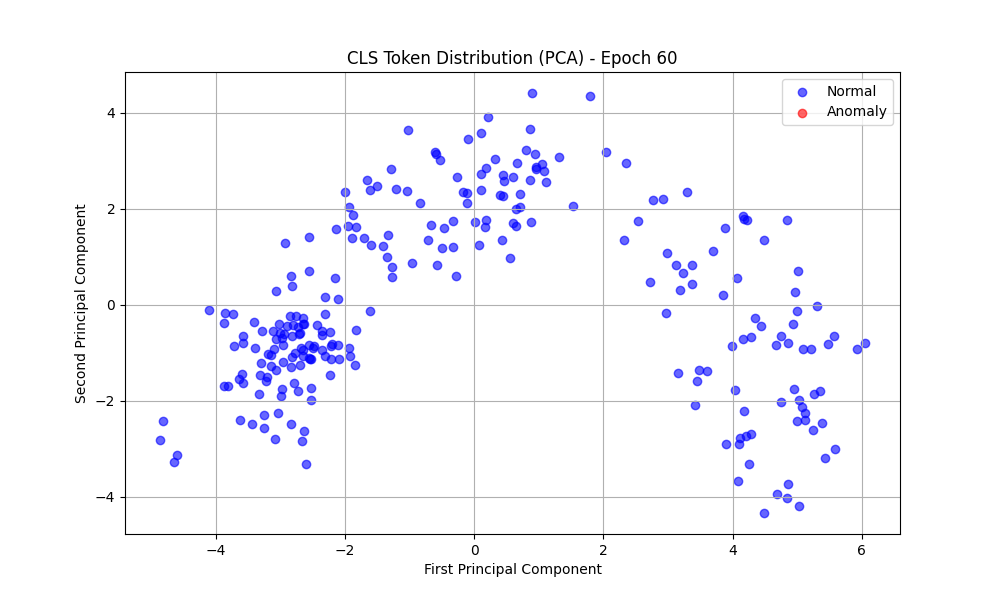 CLS Token Distribution (PCA) - Epoch 60
Normal
Anomaly
4
2
0
−2
−4
Second Principal Component
−4 −2 0 2 4 6
First Principal Component